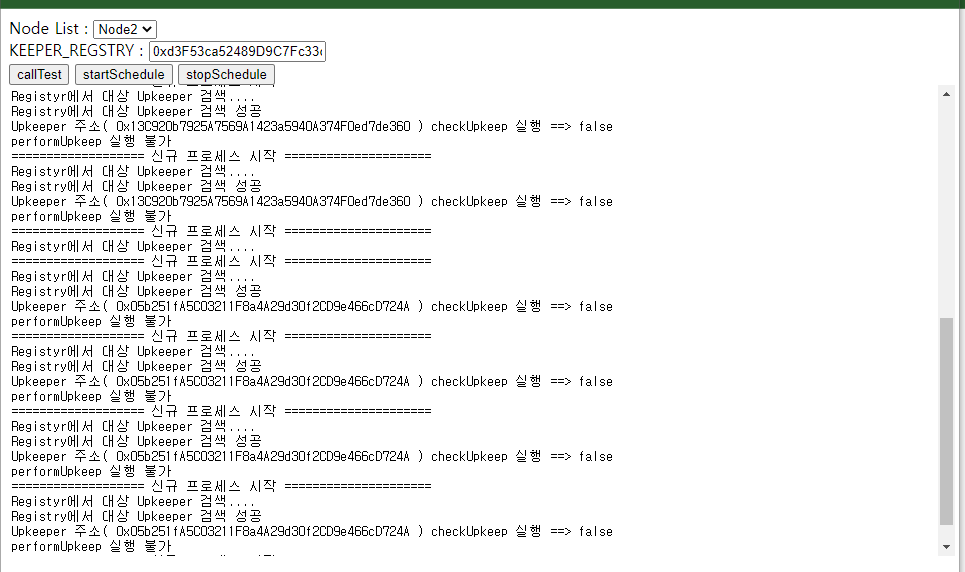 Node List : Node2
KEEPER_REGSTRY : 0xd3F53ca52489D9C7Fc33
callTest startSchedule stopSchedule
Registyr에서 대상 Upkeeper 검색....
Registry에서 대상 Upkeeper 검색 성공
Upkeeper 주소( 0x13C920b7925A7569A1423a5940A374F0ed7de360 ) checkUpkeep 실행 ==> false
performUpkeep 실행 불가
=================== 신규 프로세스 시작 =====================
Registyr에서 대상 Upkeeper 검색....
Registry에서 대상 Upkeeper 검색 성공
Upkeeper 주소( 0x13C920b7925A7569A1423a5940A374F0ed7de360 ) checkUpkeep 실행 ==> false
performUpkeep 실행 불가
=================== 신규 프로세스 시작 =====================
Registyr에서 대상 Upkeeper 검색....
=================== 신규 프로세스 시작 =====================
Registyr에서 대상 Upkeeper 검색....
Registry에서 대상 Upkeeper 검색 성공
Upkeeper 주소( 0x05b251fA5C03211F8a4A29d30f2CD9e466cD724A ) checkUpkeep 실행 ==> false
performUpkeep 실행 불가
=================== 신규 프로세스 시작 =====================
Registyr에서 대상 Upkeeper 검색....
Registry에서 대상 Upkeeper 검색 성공
Upkeeper 주소( 0x05b251fA5C03211F8a4A29d30f2CD9e466cD724A ) checkUpkeep 실행 ==> false
performUpkeep 실행 불가
=================== 신규 프로세스 시작 =====================
Registyr에서 대상 Upkeeper 검색....
Registry에서 대상 Upkeeper 검색 성공
Upkeeper 주소( 0x05b251fA5C03211F8a4A29d30f2CD9e466cD724A ) checkUpkeep 실행 ==> false
performUpkeep 실행 불가
=================== 신규 프로세스 시작 =====================
Registyr에서 대상 Upkeeper 검색....
Registry에서 대상 Upkeeper 검색 성공
Upkeeper 주소( 0x05b251fA5C03211F8a4A29d30f2CD9e466cD724A ) checkUpkeep 실행 ==> false
performUpkeep 실행 불가